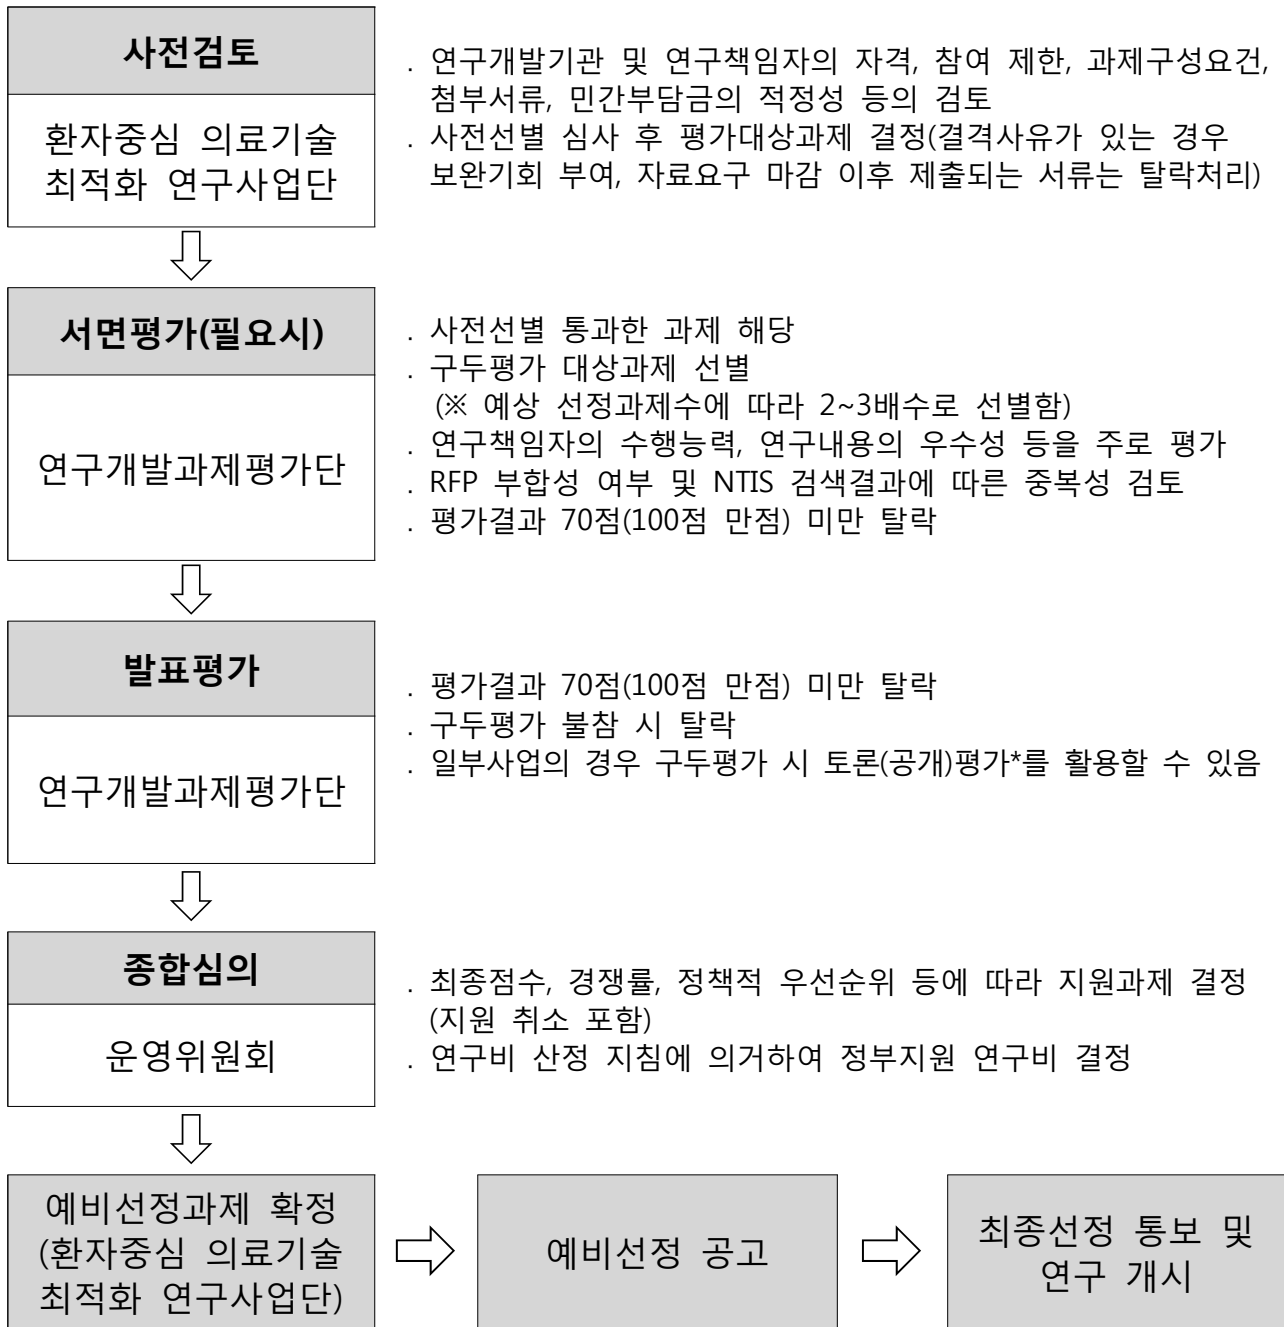 사전검토
환자중심 의료기술
최적화 연구사업단
. 연구개발기관 및 연구책임자의 자격, 참여 제한, 과제구성요건,
첨부서류, 민간부담금의 적정성 등의 검토
. 사전선별 심사 후 평가대상과제 결정(결격사유가 있는 경우
보완기회 부여, 자료요구 마감 이후 제출되는 서류는 탈락처리)
서면평가(필요시)
연구개발과제평가단
. 사전선별 통과한 과제 해당
. 구두평가 대상과제 선별
(※ 예상 선정과제수에 따라 2~3배수로 선별함)
. 연구책임자의 수행능력, 연구내용의 우수성 등을 주로 평가
. RFP 부합성 여부 및 NTIS 검색결과에 따른 중복성 검토
. 평가결과 70점(100점 만점) 미만 탈락
발표평가
연구개발과제평가단
. 평가결과 70점(100점 만점) 미만 탈락
. 구두평가 불참 시 탈락
. 일부사업의 경우 구두평가 시 토론(공개)평가*를 활용할 수 있음
종합심의
운영위원회
. 최종점수, 경쟁률, 정책적 우선순위 등에 따라 지원과제 결정
(지원 취소 포함)
. 연구비 산정 지침에 의거하여 정부지원 연구비 결정
예비선정과제 확정
(환자중심 의료기술
최적화 연구사업단)
예비선정 공고
최종선정 통보 및
연구 개시